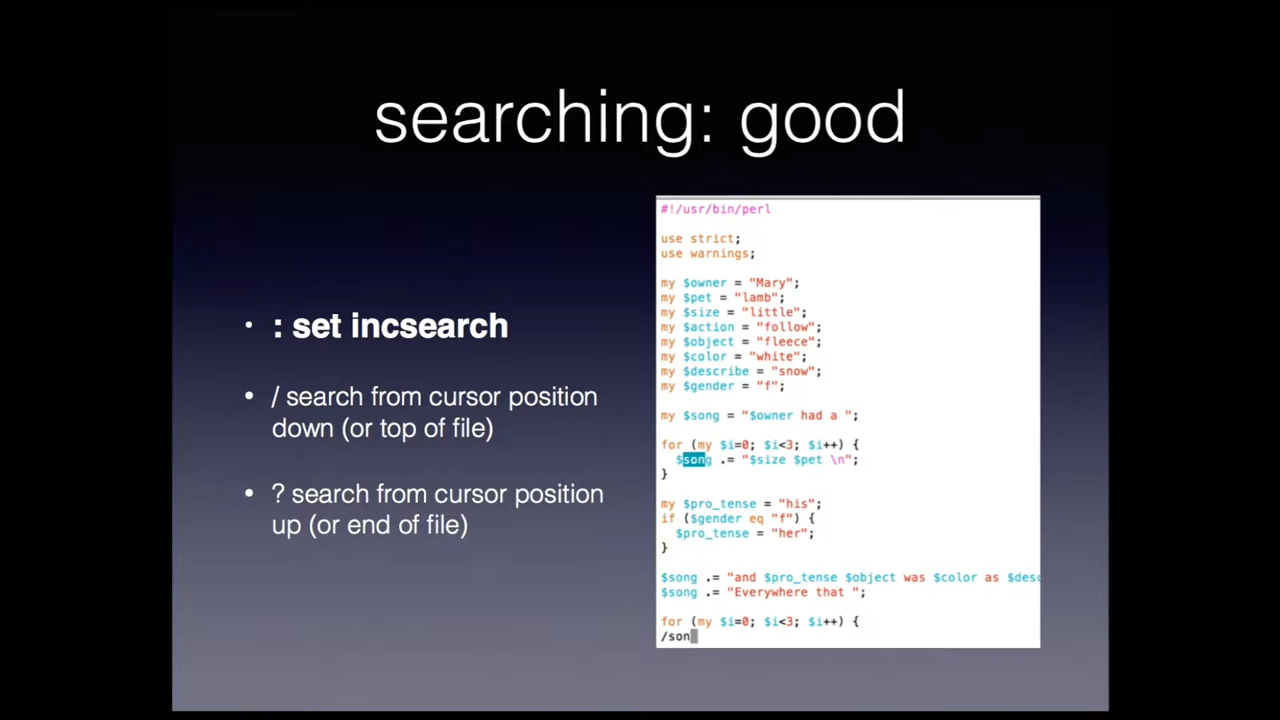 searching: good
• : set incsearch
• / search from cursor position
down (or top of file)
• ? search from cursor position
up (or end of file)
#!/usr/bin/perl
use strict;
use warnings;
my $owner = "Mary";
my $pet = "lamb";
my $size = "little";
my $action = "follow";
my $object = "fleece";
my $color = "white";
my $describe = "snow";
my $gender = "f";
my $song = "$owner had a ";
for (my $i=0; $i<3; $i++) {
$song .= "$size $pet \n";
}
my $pro_tense = "his";
if ($gender eq "f") {
$pro_tense = "her";
}
$song .= "and $pro_tense $object was $color as $desc
$song .= "Everywhere that ";
for (my $i=0; $i<3; $i++) {
/son